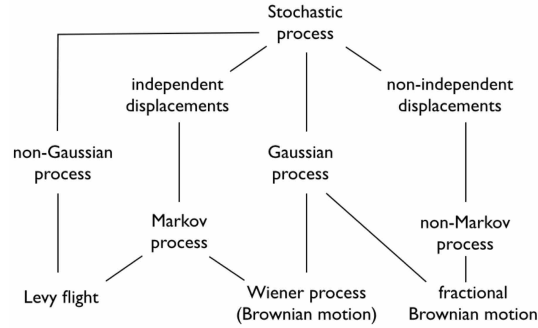 Stochastic
process
independent
displacements
non-independent
displacements
non-Gaussian
process
Gaussian
process
Markov
process
non-Markov
process
Levy flight
Wiener process
(Brownian motion)
fractional
Brownian motion